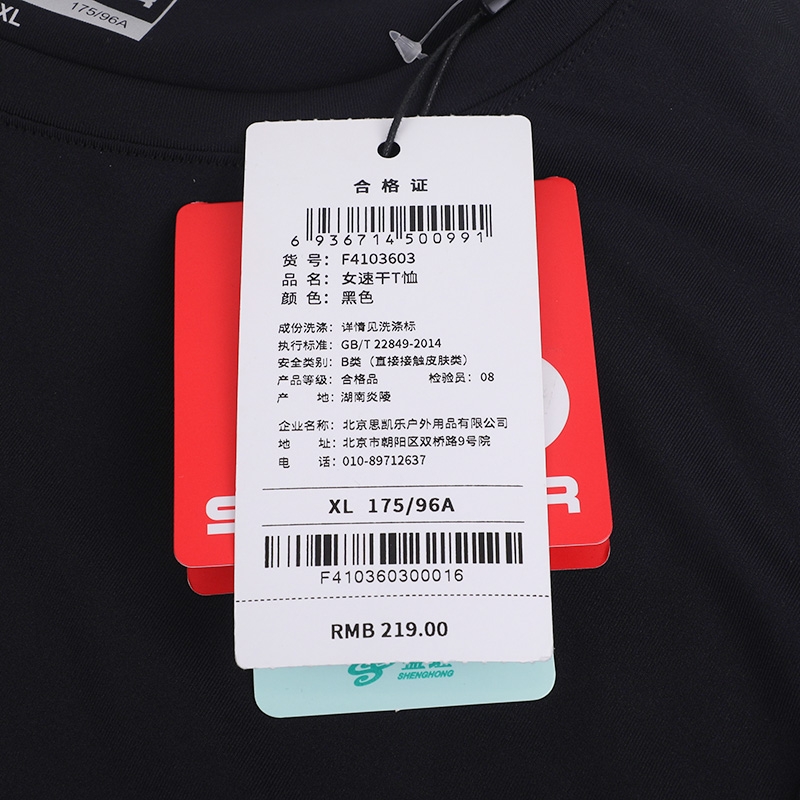 XL
175/96A
合格证
6 936714 500991
货 号: F4103603
品 名: 女速干T恤
颜 色: 黑色
成份洗涤: 详情见洗涤标
执行标准: GB/T 22849-2014
安全类别: B类（直接接触皮肤类）
产品等级: 合格品 检验员: 08
产 地: 湖南炎陵
企业名称: 北京思凯乐户外用品有限公司
地 址: 北京市朝阳区双桥路9号院
电 话: 010-89712637
XL 175/96A
F410360300016
RMB 219.00
SHENGHONG